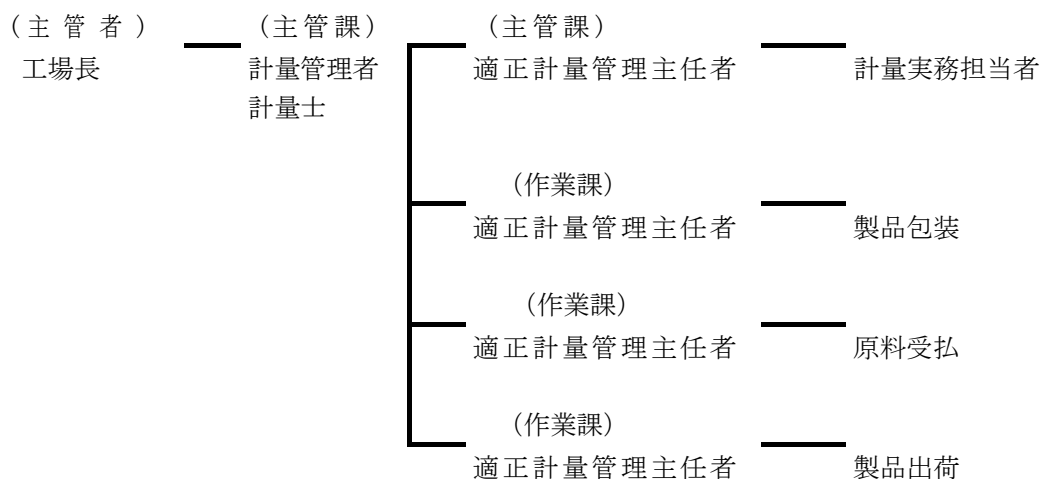 (主管者) (主管課) (主管課)
工場長 計量管理者 適正計量管理主任者 計量実務担当者
計量士
(作業課)
適正計量管理主任者 製品包装
(作業課)
適正計量管理主任者 原料受払
(作業課)
適正計量管理主任者 製品出荷